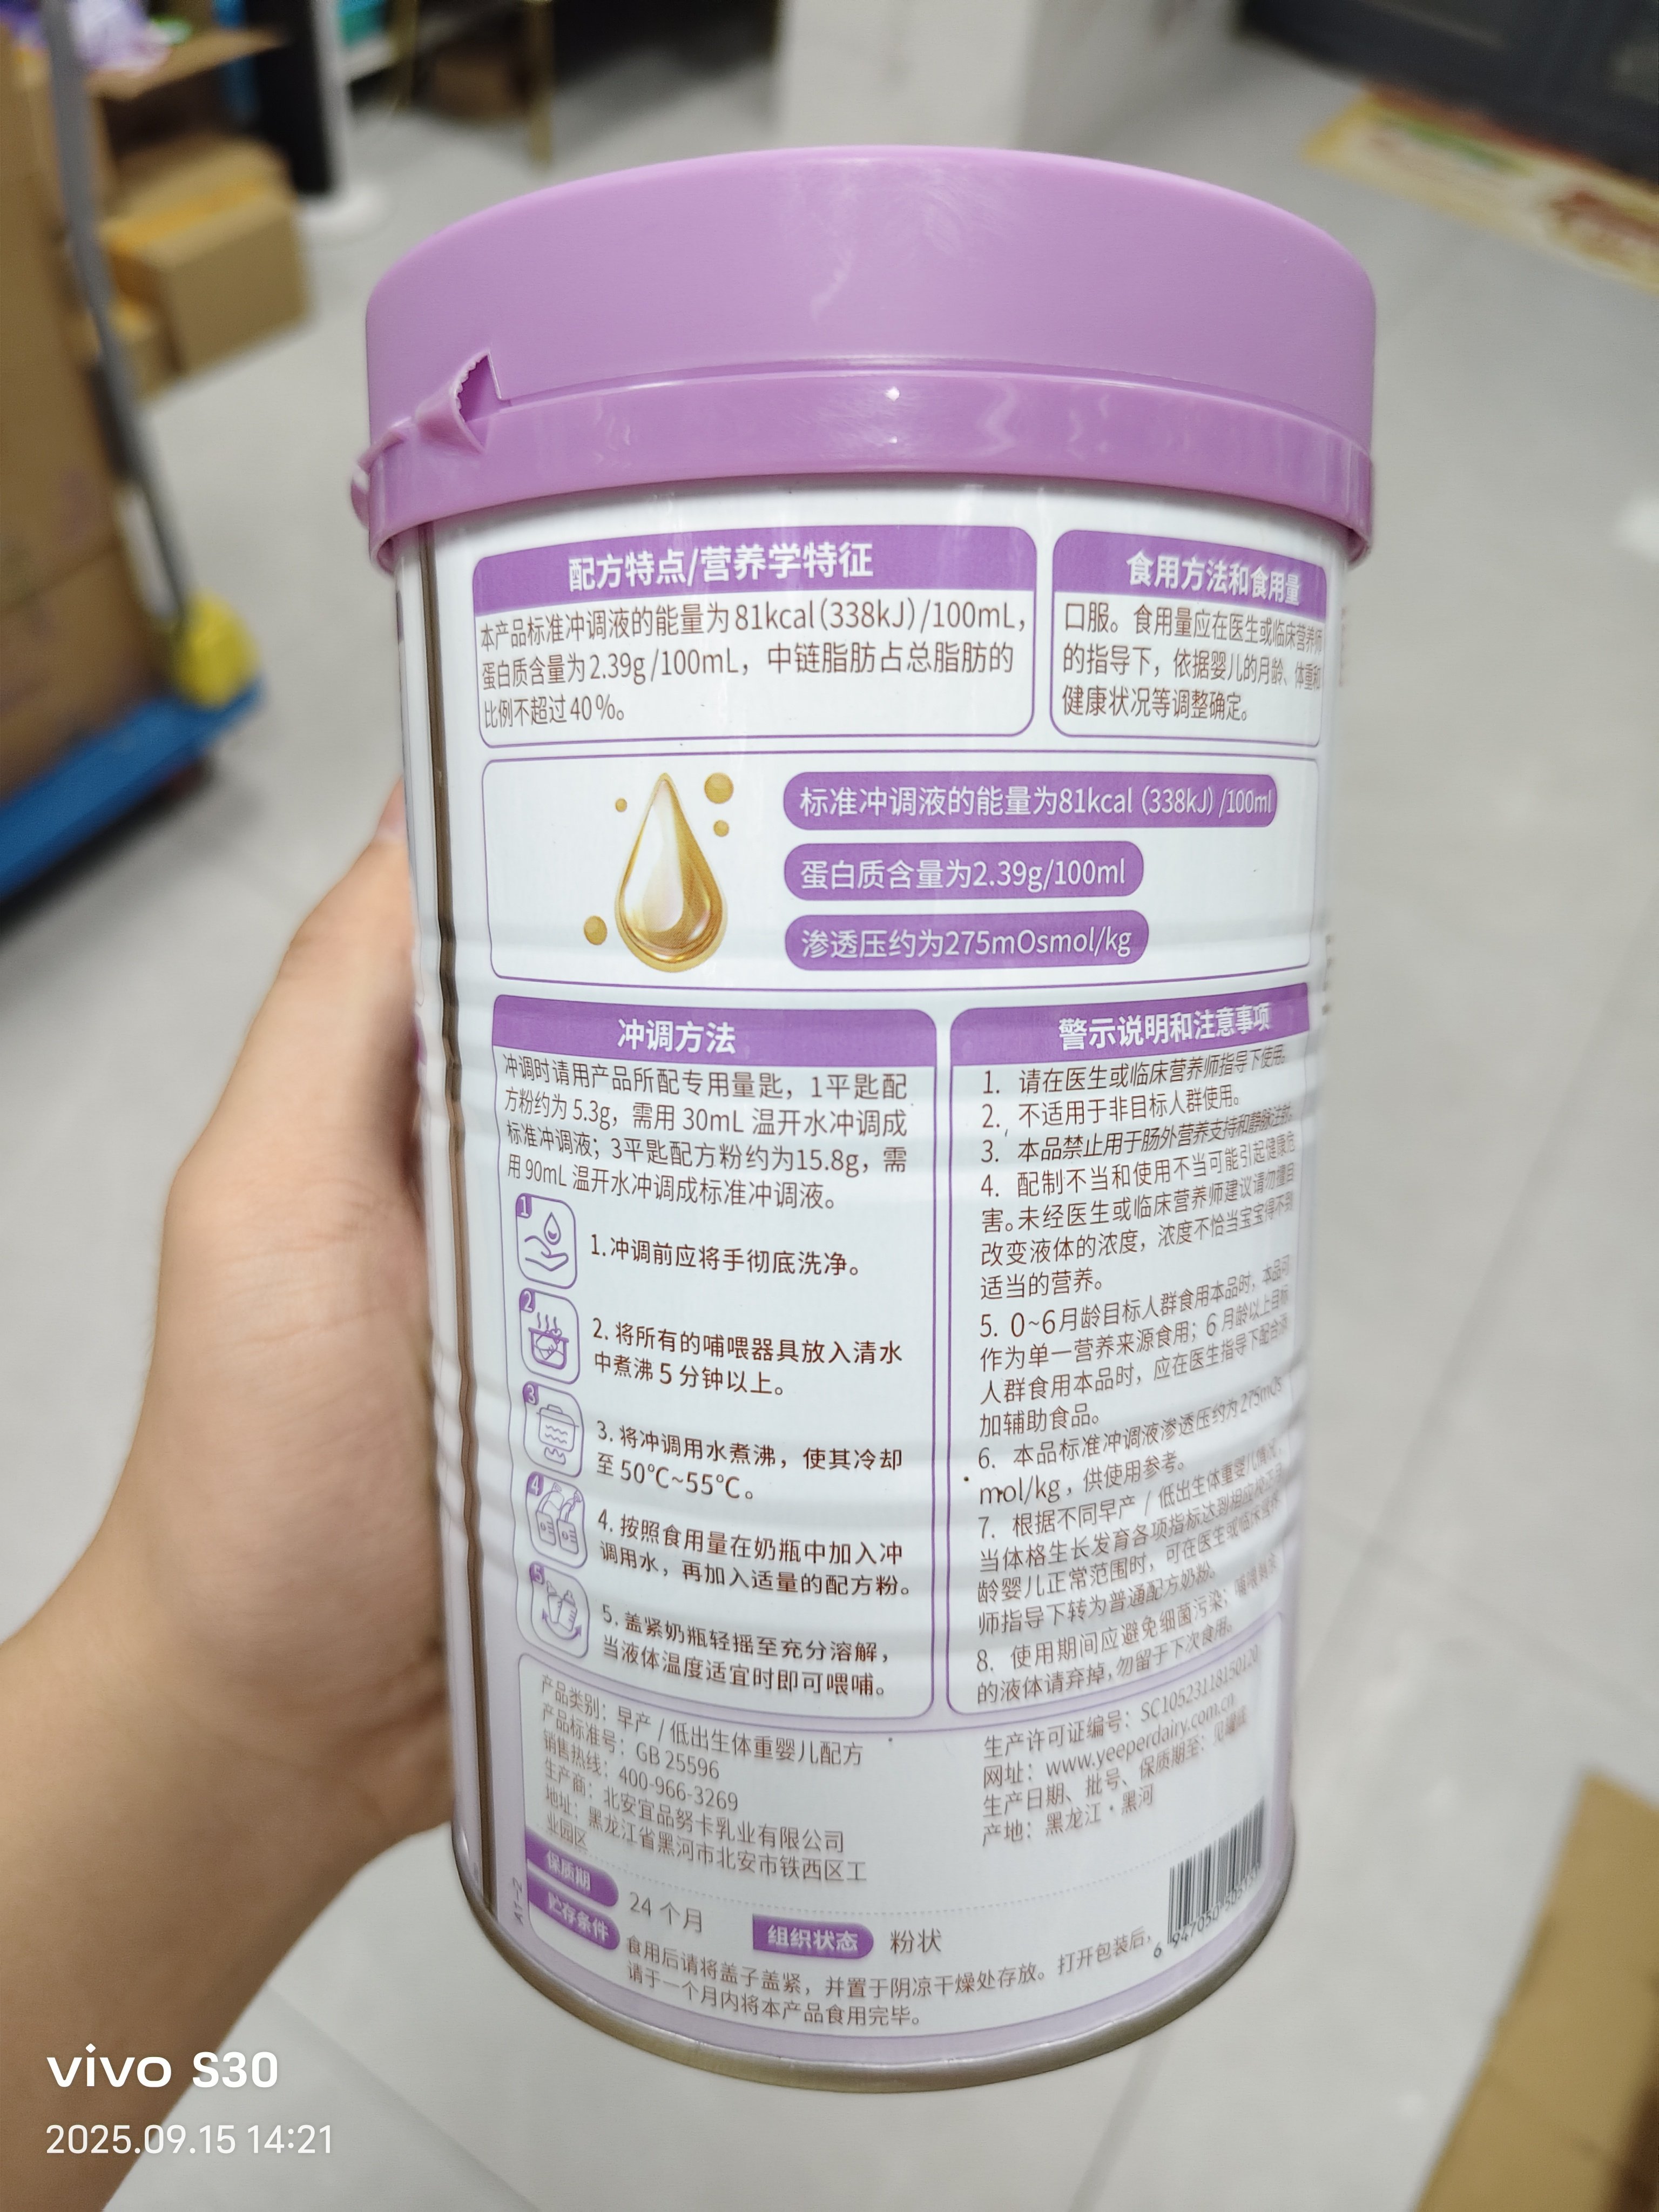 配方特点/营养学特征
本产品标准冲调液的能量为81kcal(338kJ)/100mL，
蛋白质含量为2.39g/100mL，中链脂肪占总脂肪的
比例不超过40%。
食用方法和食用量
口服。食用量应在医生或临床营养师
的指导下，依据婴儿的月龄、体重和
健康状况等调整确定。
标准冲调液的能量为81kcal (338kJ) /100ml
蛋白质含量为2.39g/100ml
渗透压约为275mOsmol/kg
冲调方法
冲调时请用产品所配专用量匙，1平匙配
方粉约为5.3g，需用30mL温开水冲调成
标准冲调液；3平匙配方粉约为15.8g，需
用90mL温开水冲调成标准冲调液。
1
1.冲调前应将手彻底洗净。
2
2. 将所有的哺喂器具放入清水
中煮沸5分钟以上。
3
3. 将冲调用水煮沸，使其冷却
至50℃~55℃。
4
4. 按照食用量在奶瓶中加入冲
调用水，再加入适量的配方粉。
5
5. 盖紧奶瓶轻摇至充分溶解，
当液体温度适宜时即可喂哺。
警示说明和注意事项
1. 请在医生或临床营养师指导下使用。
2. 不适用于非目标人群使用。
3. 本品禁止用于肠外营养支持和静脉注射。
4. 配制不当和使用不当可能引起健康危
害。未经医生或临床营养师建议请勿擅自
改变液体的浓度，浓度不恰当宝宝得不到
适当的营养。
5. 0~6月龄目标人群食用本品时，本品可
作为单一营养来源食用；6月龄以上目标
人群食用本品时，应在医生指导下配合添
加辅助食品。
6. 本品标准冲调液渗透压约为275mOs
mol/kg，供使用参考。
7. 根据不同早产/低出生体重婴儿情况，
当体格生长发育各项指标达到相应
龄婴儿正常范围时，可在医生或临床营养
师指导下转为普通配方奶粉。
8. 使用期间应避免细菌污染；哺喂
的液体请弃掉，勿留于下次食用。
产品类别：早产/低出生体重婴儿配方
产品标准号：GB 25596
销售热线：400-966-3269
生产商：北安宜品努卡乳业有限公司
地址：黑龙江省黑河市北安市铁西区工
业园区
生产许可证编号：SC10523118150120
网址：www.yeeperdairy.com.cn
生产日期、批号、保质期至：见罐底
产地：黑龙江·黑河
保质期
24个月
组织状态
粉状
贮存条件
食用后请将盖子盖紧，并置于阴凉干燥处存放。打开包装后，
请于一个月内将本产品食用完毕。
vivo S30
2025.09.15 14:21